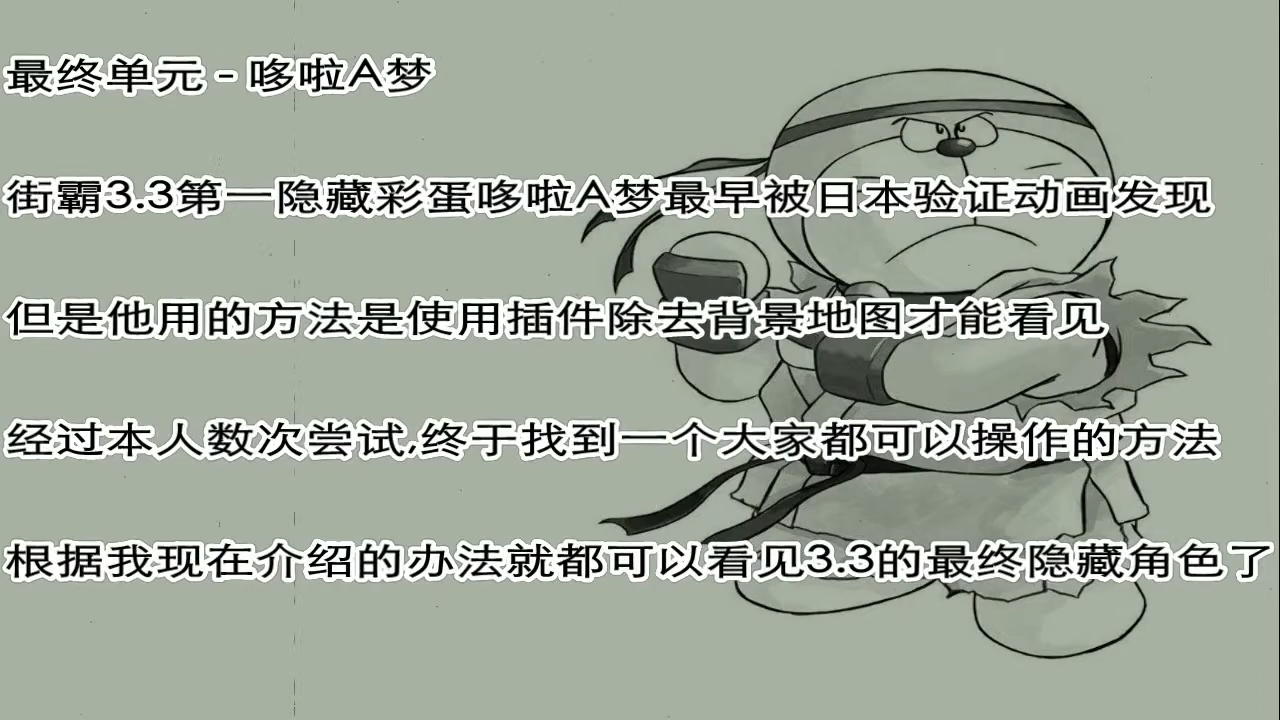 最终单元 - 哆啦A梦
街霸3.3第一隐藏彩蛋哆啦A梦最早被日本验证动画发现
但是他用的方法是使用插件除去背景地图才能看见
经过本人数次尝试,终于找到一个大家都可以操作的方法
根据我现在介绍的办法就都可以看见3.3的最终隐藏角色了